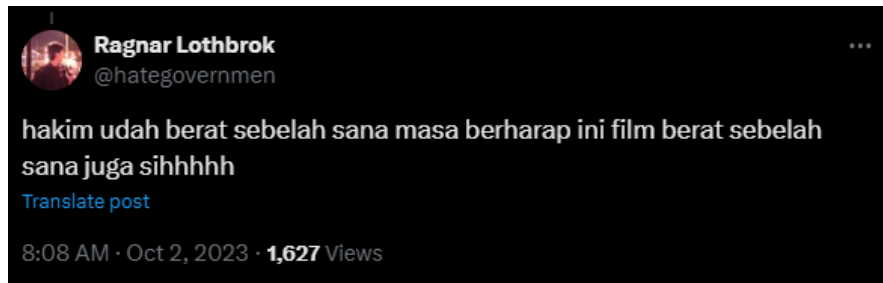 Ragnar Lothbrok
@hategovernmen
hakim udah berat sebelah sana masa berharap ini film berat sebelah
sana juga sihhhhh
Translate post
8:08 AM · Oct 2, 2023 · 1,627 Views